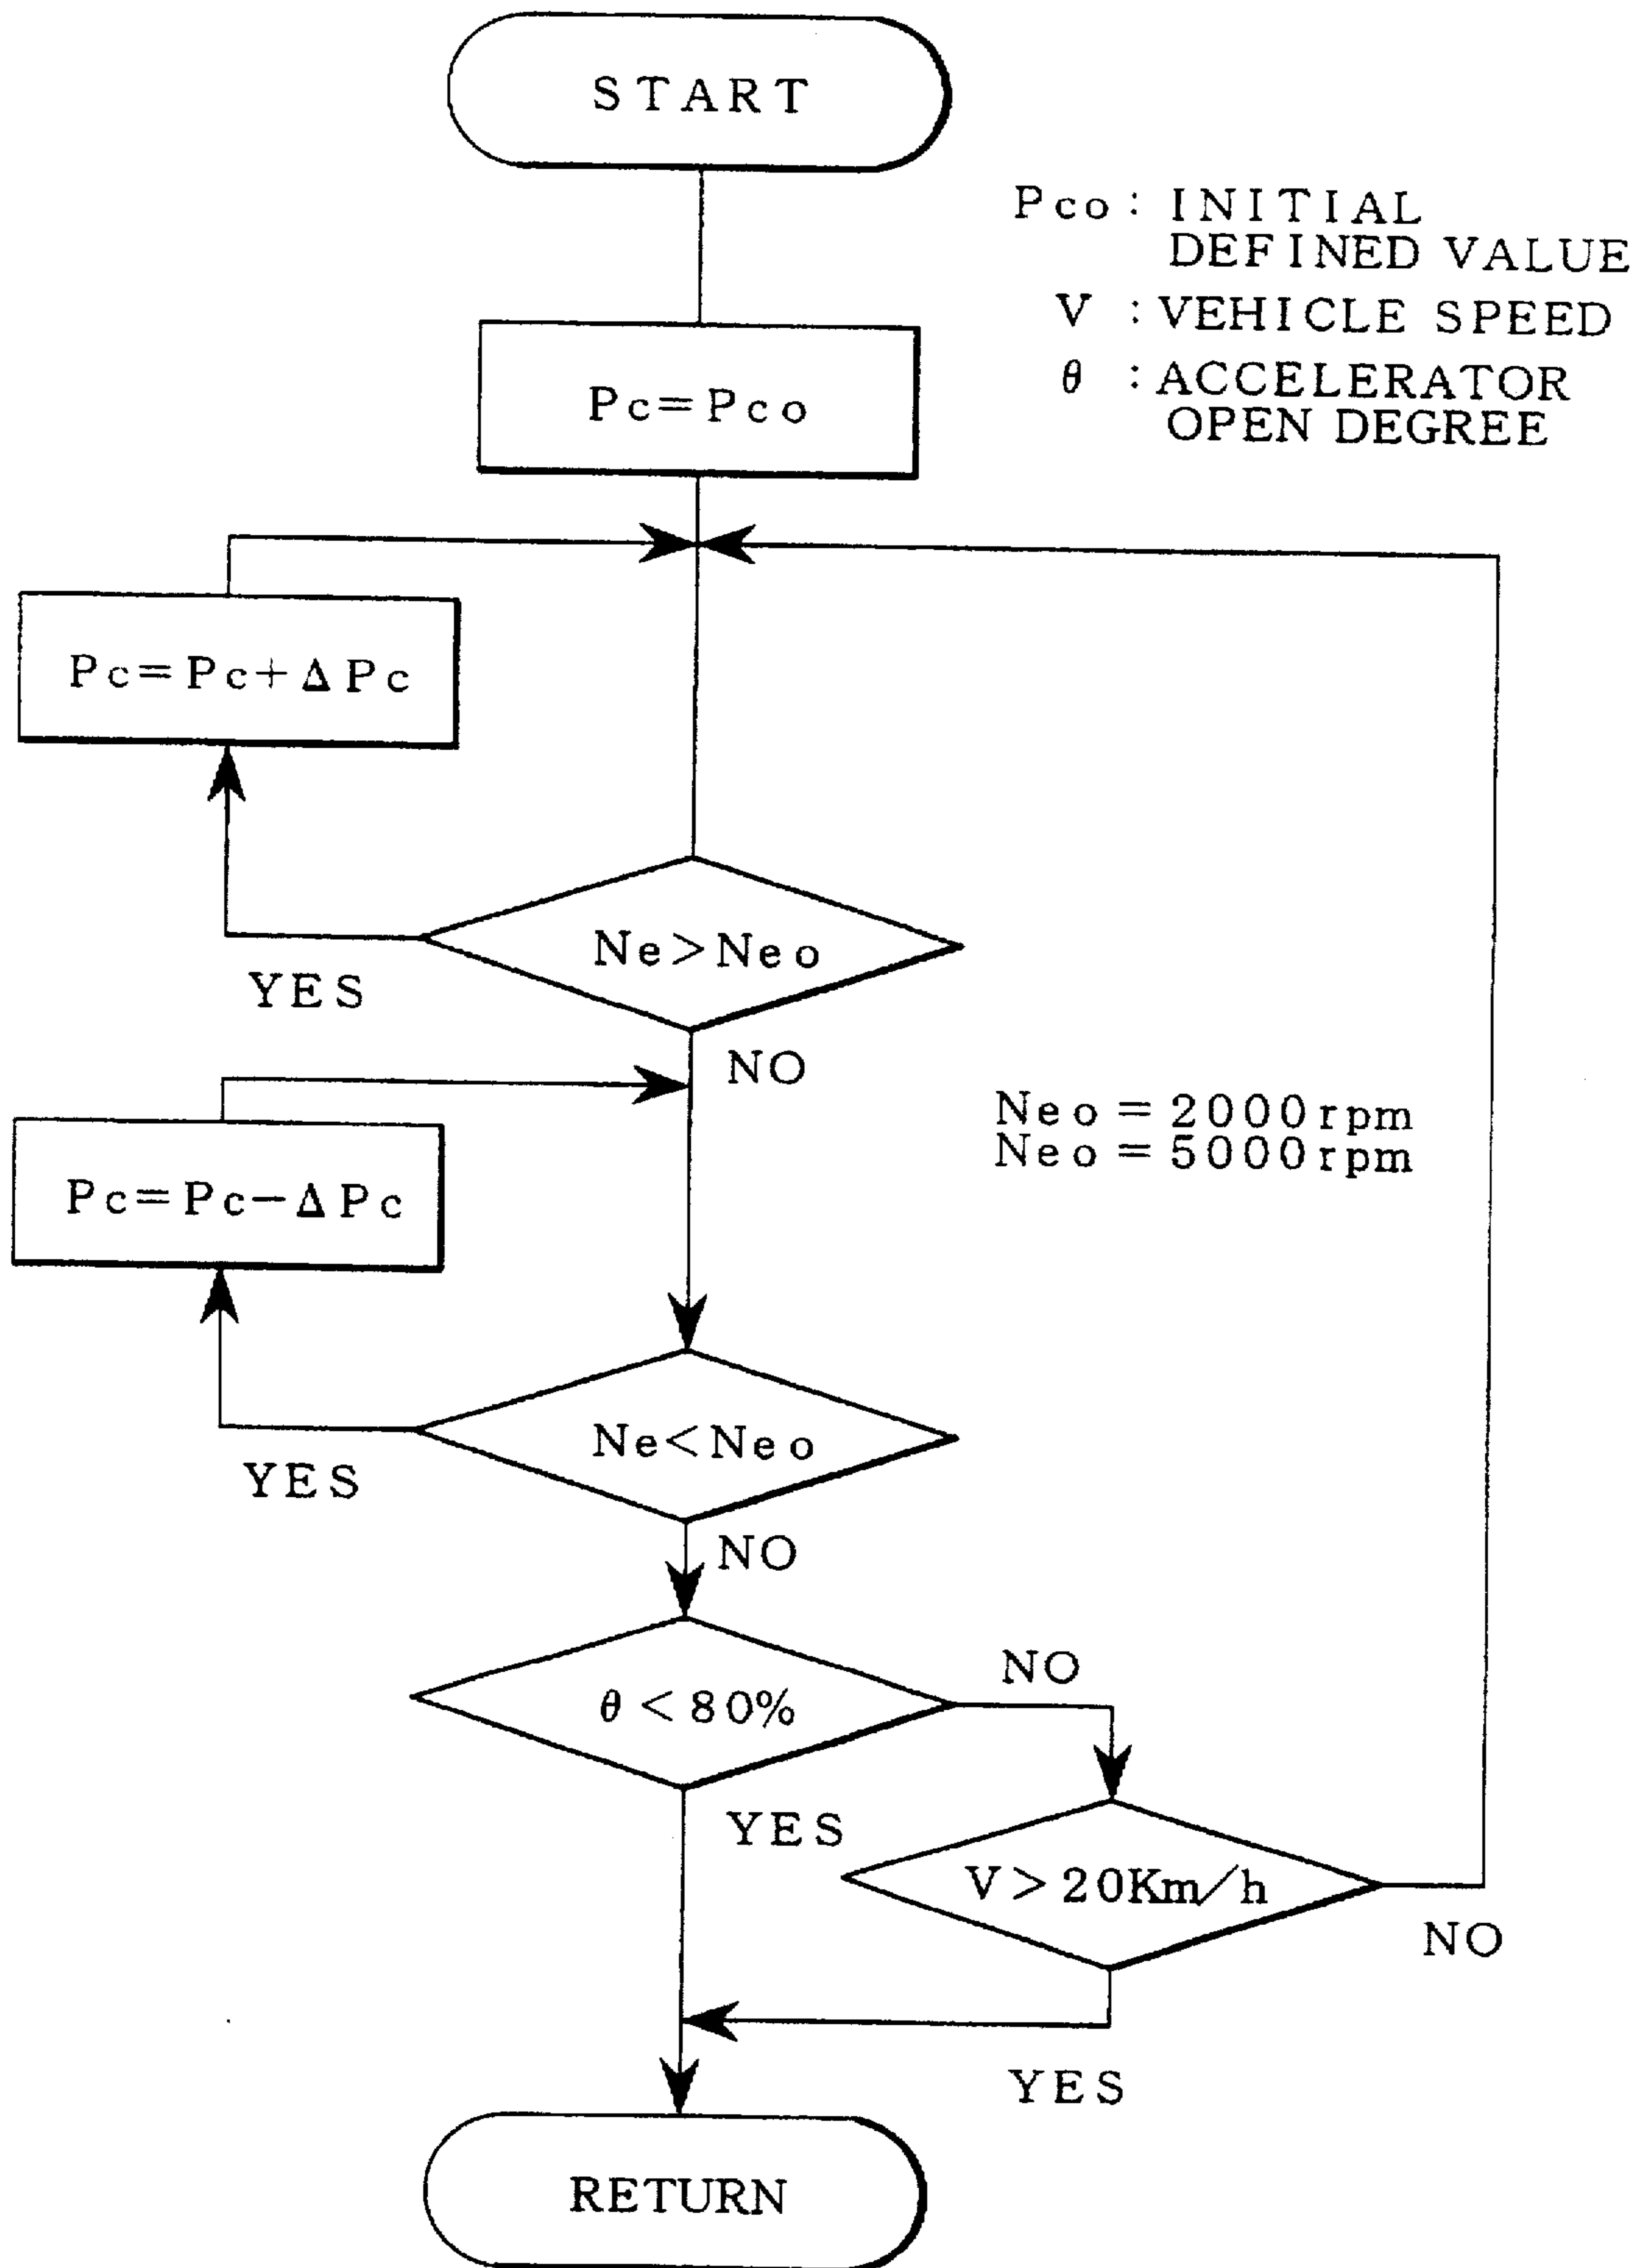 START
Pco : INITIAL
DEFINED VALUE
V : VEHICLE SPEED
θ : ACCELERATOR
OPEN DEGREE
Pc=Pco
Pc=Pc+ΔPc
Ne>Neo
YES
NO
Neo=2000rpm
Neo=5000rpm
Pc=Pc−ΔPc
Ne<Neo
YES
NO
θ<80%
NO
YES
V>20Km/h
NO
YES
RETURN